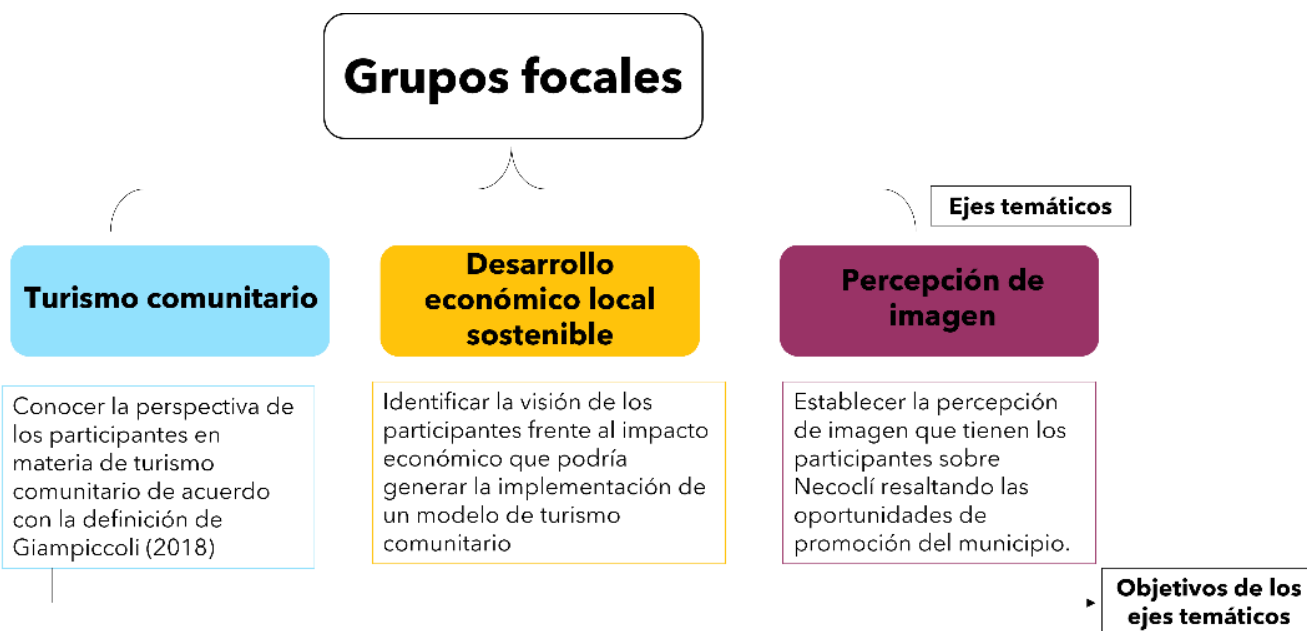 Grupos focales
Ejes temáticos
Turismo comunitario
Desarrollo
económico local
sostenible
Percepción de
imagen
Conocer la perspectiva de
los participantes en
materia de turismo
comunitario de acuerdo
con la definición de
Giampiccoli (2018)
Identificar la visión de los
participantes frente al impacto
económico que podría
generar la implementación de
un modelo de turismo
comunitario
Establecer la percepción
de imagen que tienen los
participantes sobre
Necoclí resaltando las
oportunidades de
promoción del municipio.
Objetivos de los
ejes temáticos